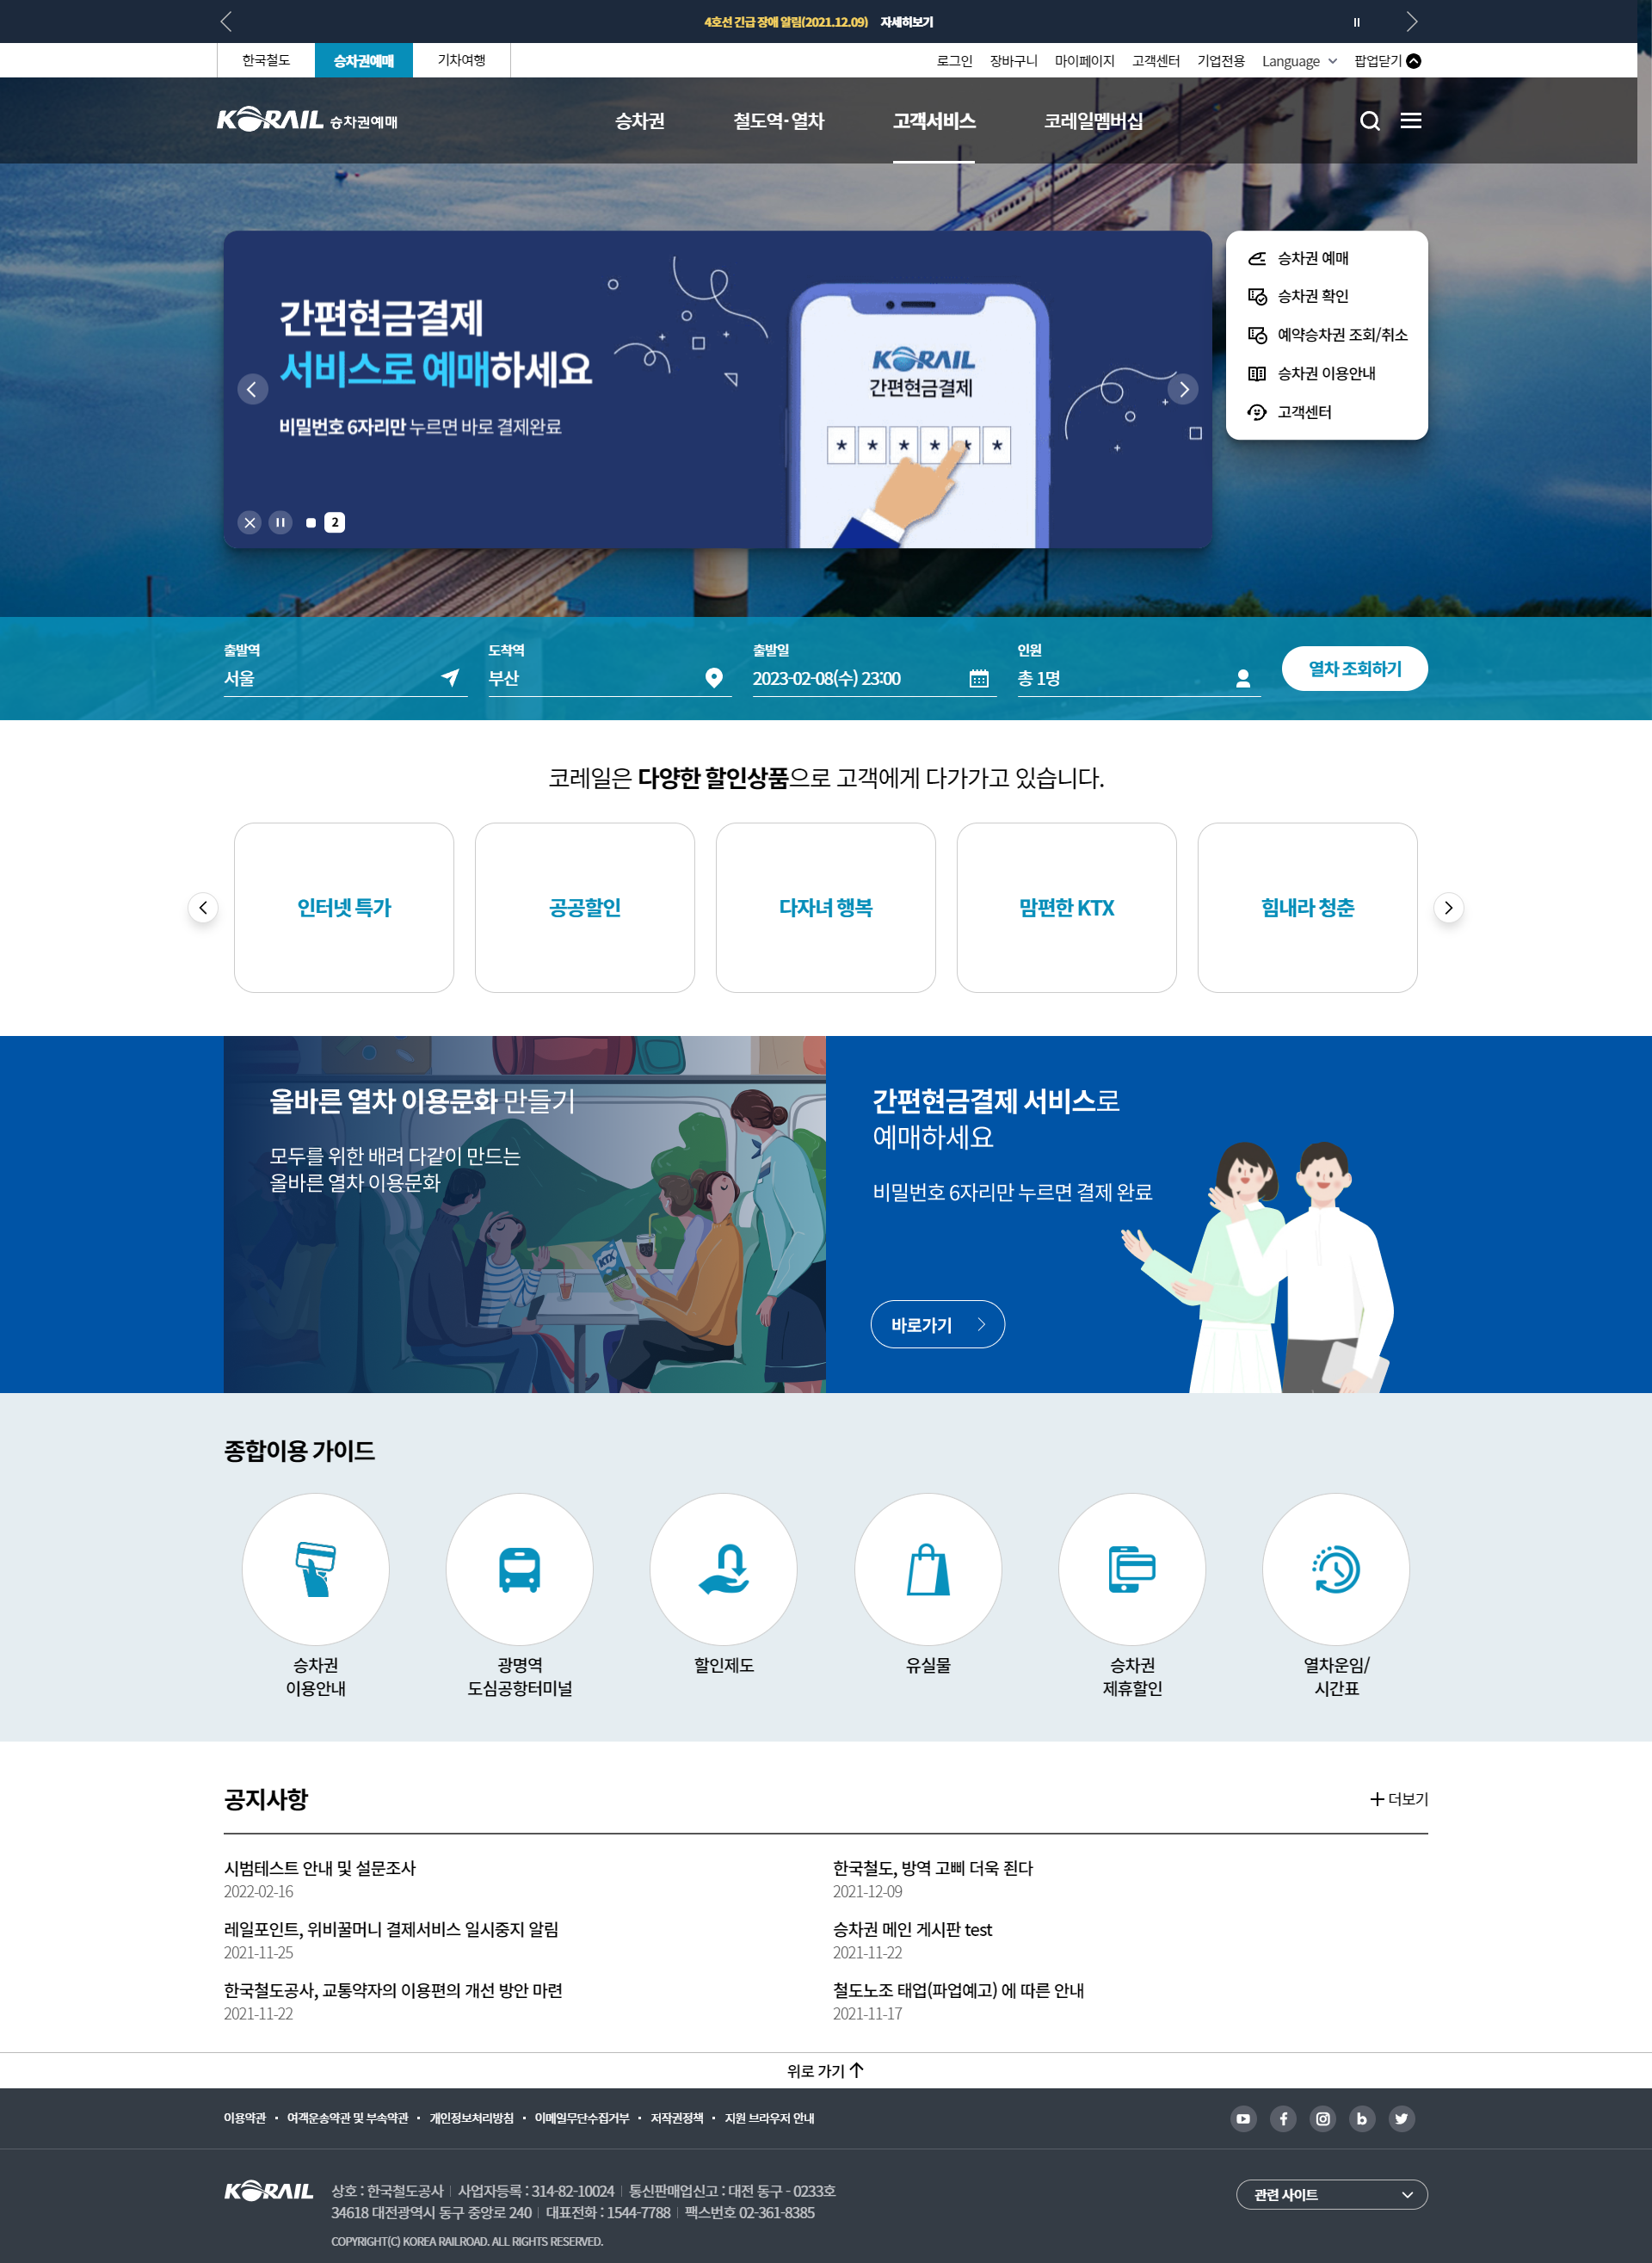 4호선 긴급 장애 알림(2021.12.09) 자세히보기
한국철도 승차권예매 기차여행
로그인 장바구니 마이페이지 고객센터 기업전용 Language 팝업닫기
KORAIL 승차권예매
승차권 철도역·열차 고객서비스 코레일멤버십
간편현금결제
서비스로 예매하세요
비밀번호 6자리만 누르면 바로 결제완료
2
KORAIL
간편현금결제
* * * * * *
승차권 예매
승차권 확인
예약승차권 조회/취소
승차권 이용안내
고객센터
출발역
서울
도착역
부산
출발일
2023-02-08(수) 23:00
인원
총 1명
열차 조회하기
코레일은 다양한 할인상품으로 고객에게 다가가고 있습니다.
인터넷 특가
공공할인
다자녀 행복
맘편한 KTX
힘내라 청춘
올바른 열차 이용문화 만들기
모두를 위한 배려 다같이 만드는
올바른 열차 이용문화
KTX
간편현금결제 서비스로
예매하세요
비밀번호 6자리만 누르면 결제 완료
바로가기
종합이용 가이드
승차권
이용안내
광명역
도심공항터미널
할인제도
유실물
승차권
제휴할인
열차운임/
시간표
공지사항
더보기
시범테스트 안내 및 설문조사
2022-02-16
한국철도, 방역 고삐 더욱 죈다
2021-12-09
레일포인트, 위비꿀머니 결제서비스 일시중지 알림
2021-11-25
승차권 메인 게시판 test
2021-11-22
한국철도공사, 교통약자의 이용편의 개선 방안 마련
2021-11-22
철도노조 태업(파업예고) 에 따른 안내
2021-11-17
위로 가기
이용약관 • 여객운송약관 및 부속약관 • 개인정보처리방침 • 이메일무단수집거부 • 저작권정책 • 지원 브라우저 안내
KORAIL
상호 : 한국철도공사 | 사업자등록 : 314-82-10024 | 통신판매업신고 : 대전 동구 - 0233호
34618 대전광역시 동구 중앙로 240 | 대표전화 : 1544-7788 | 팩스번호 02-361-8385
COPYRIGHT(C) KOREA RAILROAD. ALL RIGHTS RESERVED.
관련 사이트